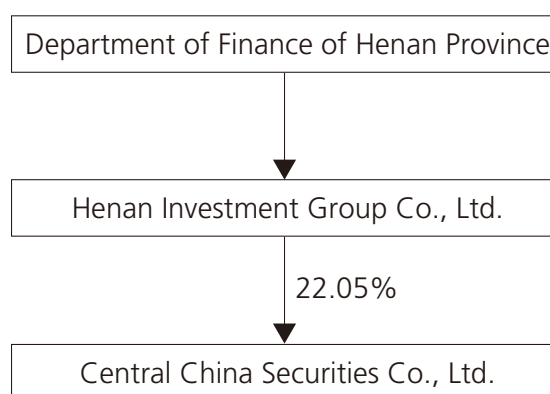 Department of Finance of Henan Province
Henan Investment Group Co., Ltd.
22.05%
Central China Securities Co., Ltd.